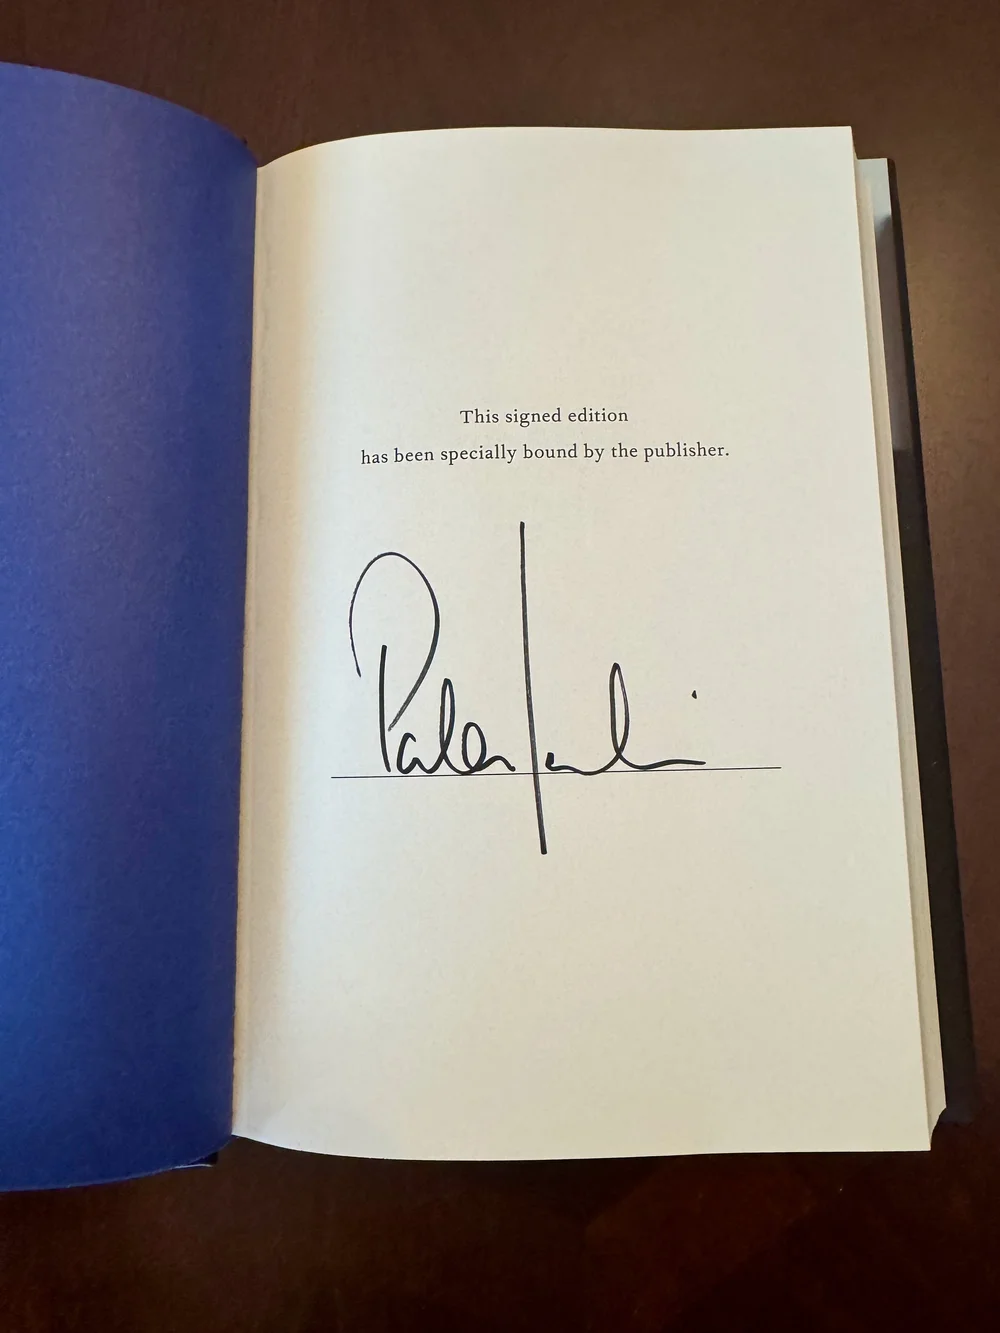 This signed edition
has been specially bound by the publisher.